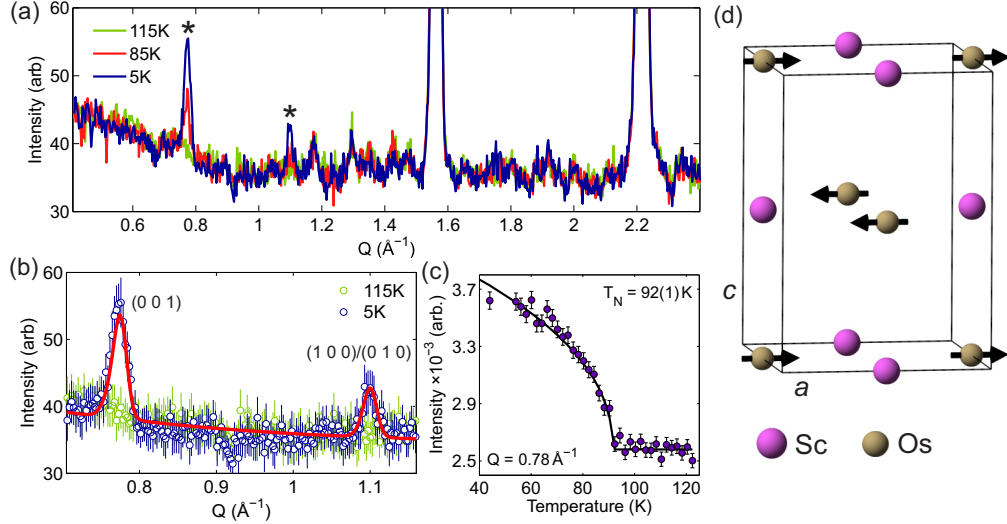 (a)
115K
85K
5K
*
*
60
50
40
30
Intensity (arb)
0.6
0.8
1
1.2
1.4
1.6
1.8
2
2.2
Q (Å⁻¹)
(b)
60
50
40
30
Intensity (arb)
(0 0 1)
115K
5K
(1 0 0)/(0 1 0)
0.8
0.9
1
1.1
Q (Å⁻¹)
(c)
3.7
3.3
2.9
2.5
Intensity ×10⁻³ (arb.)
T_N = 92(1) K
Q = 0.78 Å⁻¹
40
60
80
100
120
Temperature (K)
(d)
c
a
Sc
Os